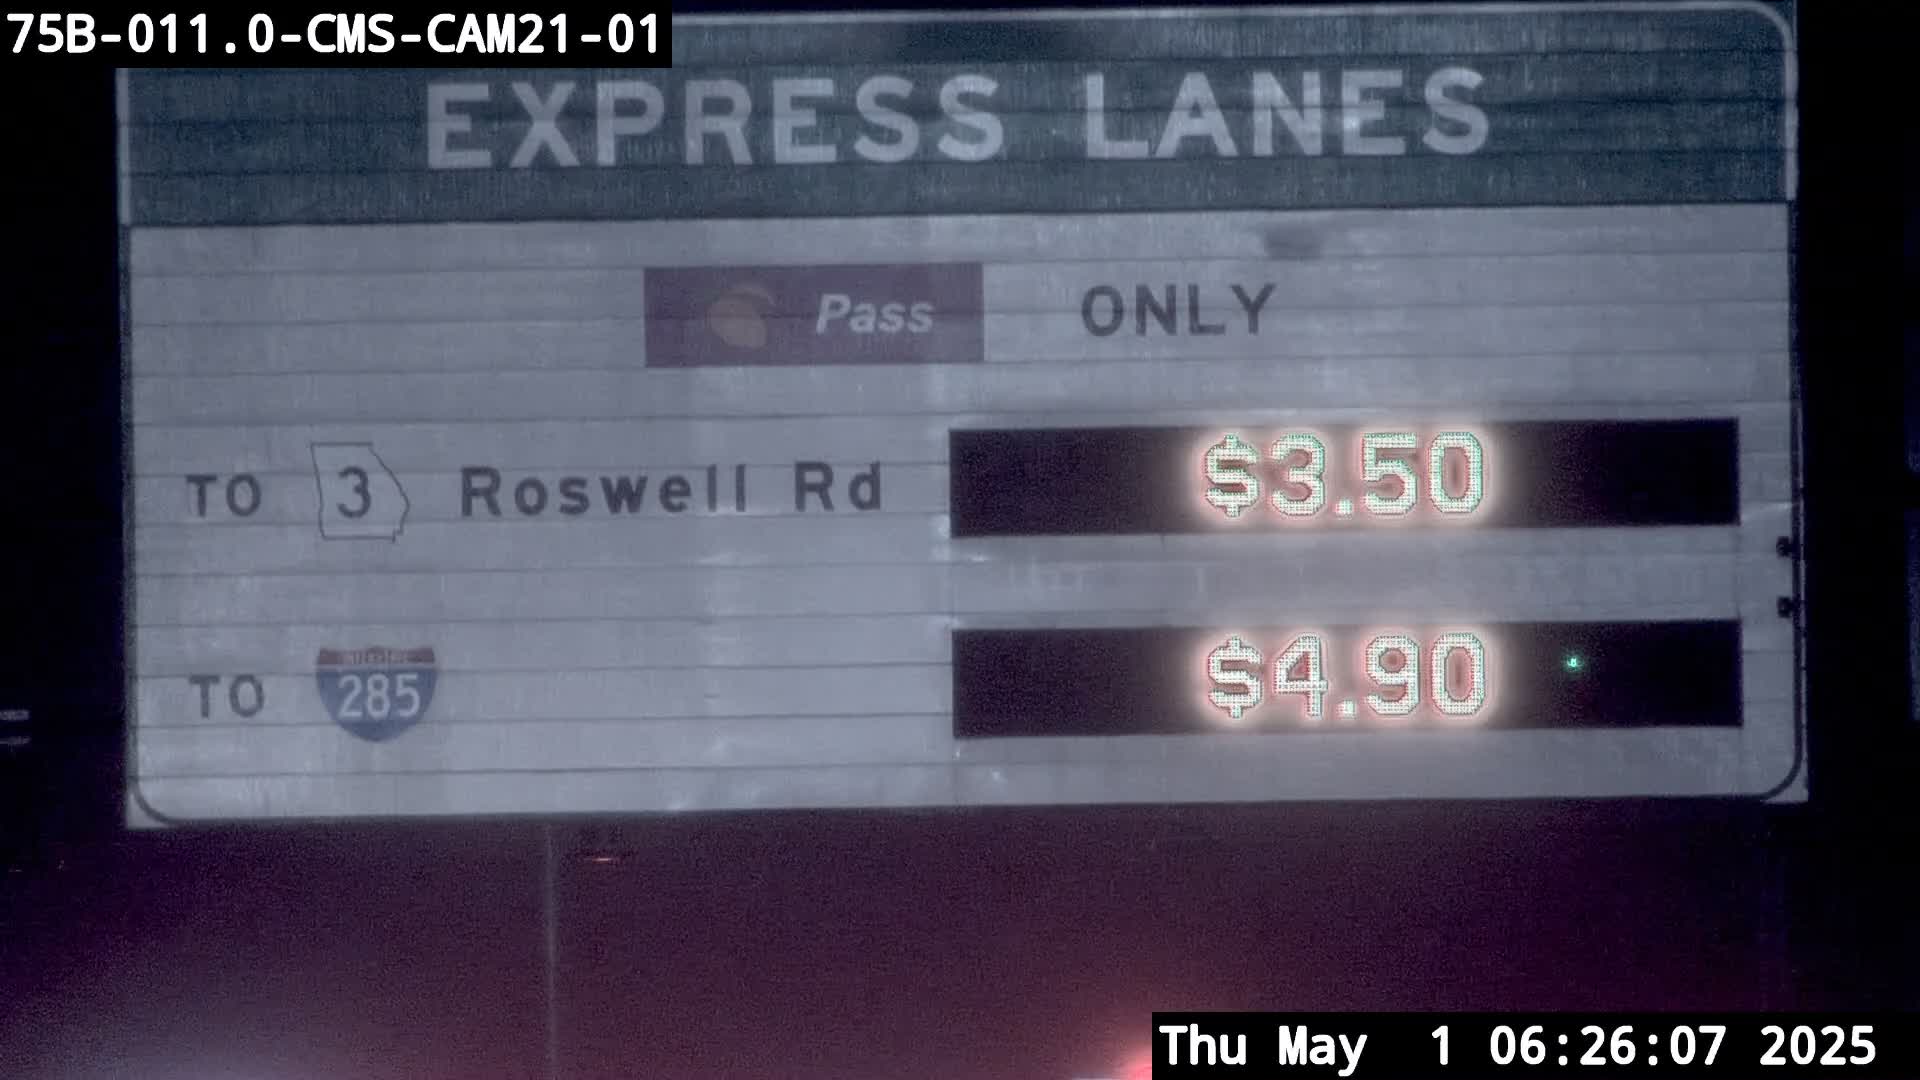 75B-011.0-CMS-CAM21-01
EXPRESS LANES
Pass ONLY
TO 3 Roswell Rd $3.50
TO 285 $4.90
Thu May 1 06:26:07 2025